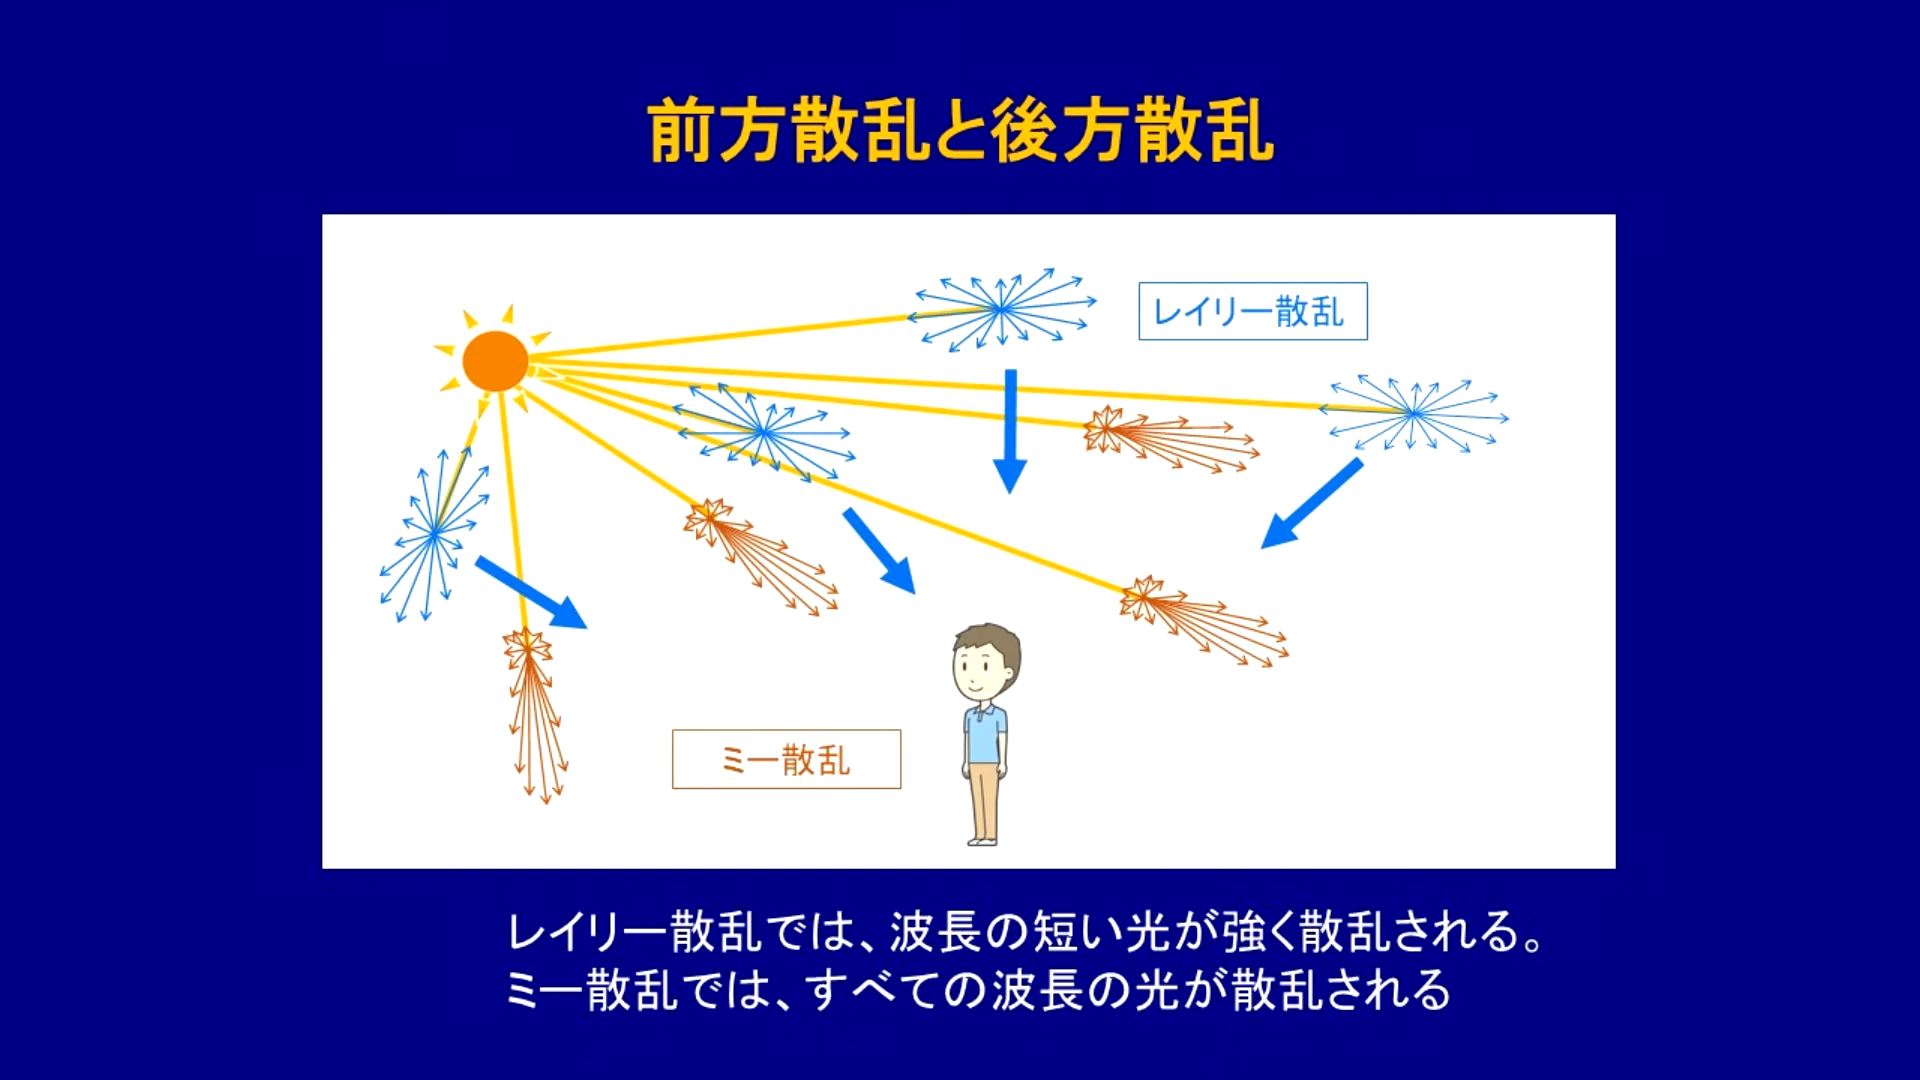 前方散乱と後方散乱
レイリー散乱
ミー散乱
レイリー散乱では、波長の短い光が強く散乱される。
ミー散乱では、すべての波長の光が散乱される